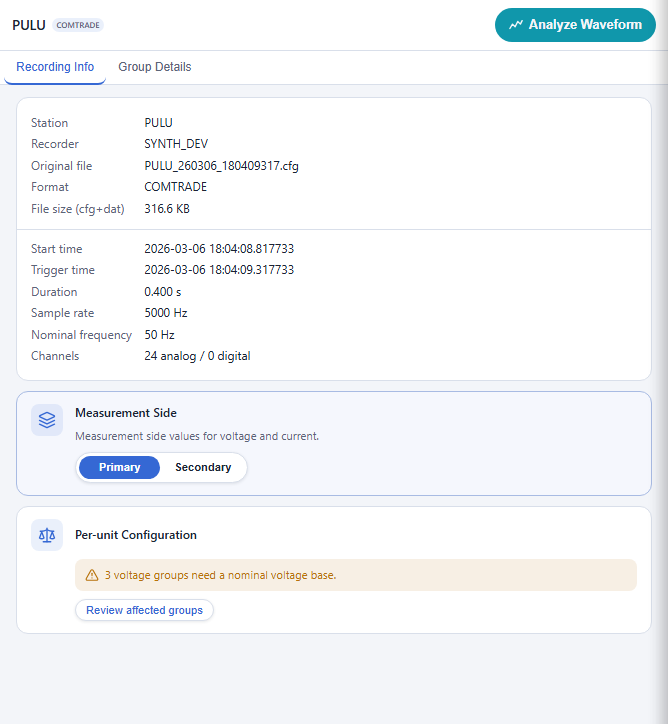 PULU COMTRADE Analyze Waveform
Recording Info Group Details
Station PULU
Recorder SYNTH_DEV
Original file PULU_260306_180409317.cfg
Format COMTRADE
File size (cfg+dat) 316.6 KB
Start time 2026-03-06 18:04:08.817733
Trigger time 2026-03-06 18:04:09.317733
Duration 0.400 s
Sample rate 5000 Hz
Nominal frequency 50 Hz
Channels 24 analog / 0 digital
Measurement Side
Measurement side values for voltage and current.
Primary Secondary
Per-unit Configuration
3 voltage groups need a nominal voltage base.
Review affected groups